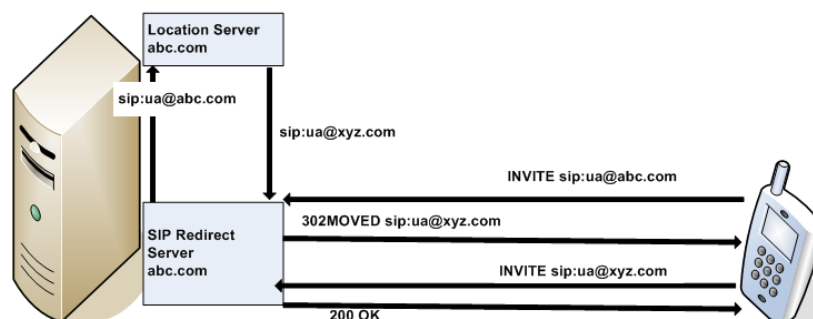 Location Server
abc.com
sip:ua@abc.com
sip:ua@xyz.com
INVITE sip:ua@abc.com
302MOVED sip:ua@xyz.com
SIP Redirect
Server
abc.com
INVITE sip:ua@xyz.com
200 OK